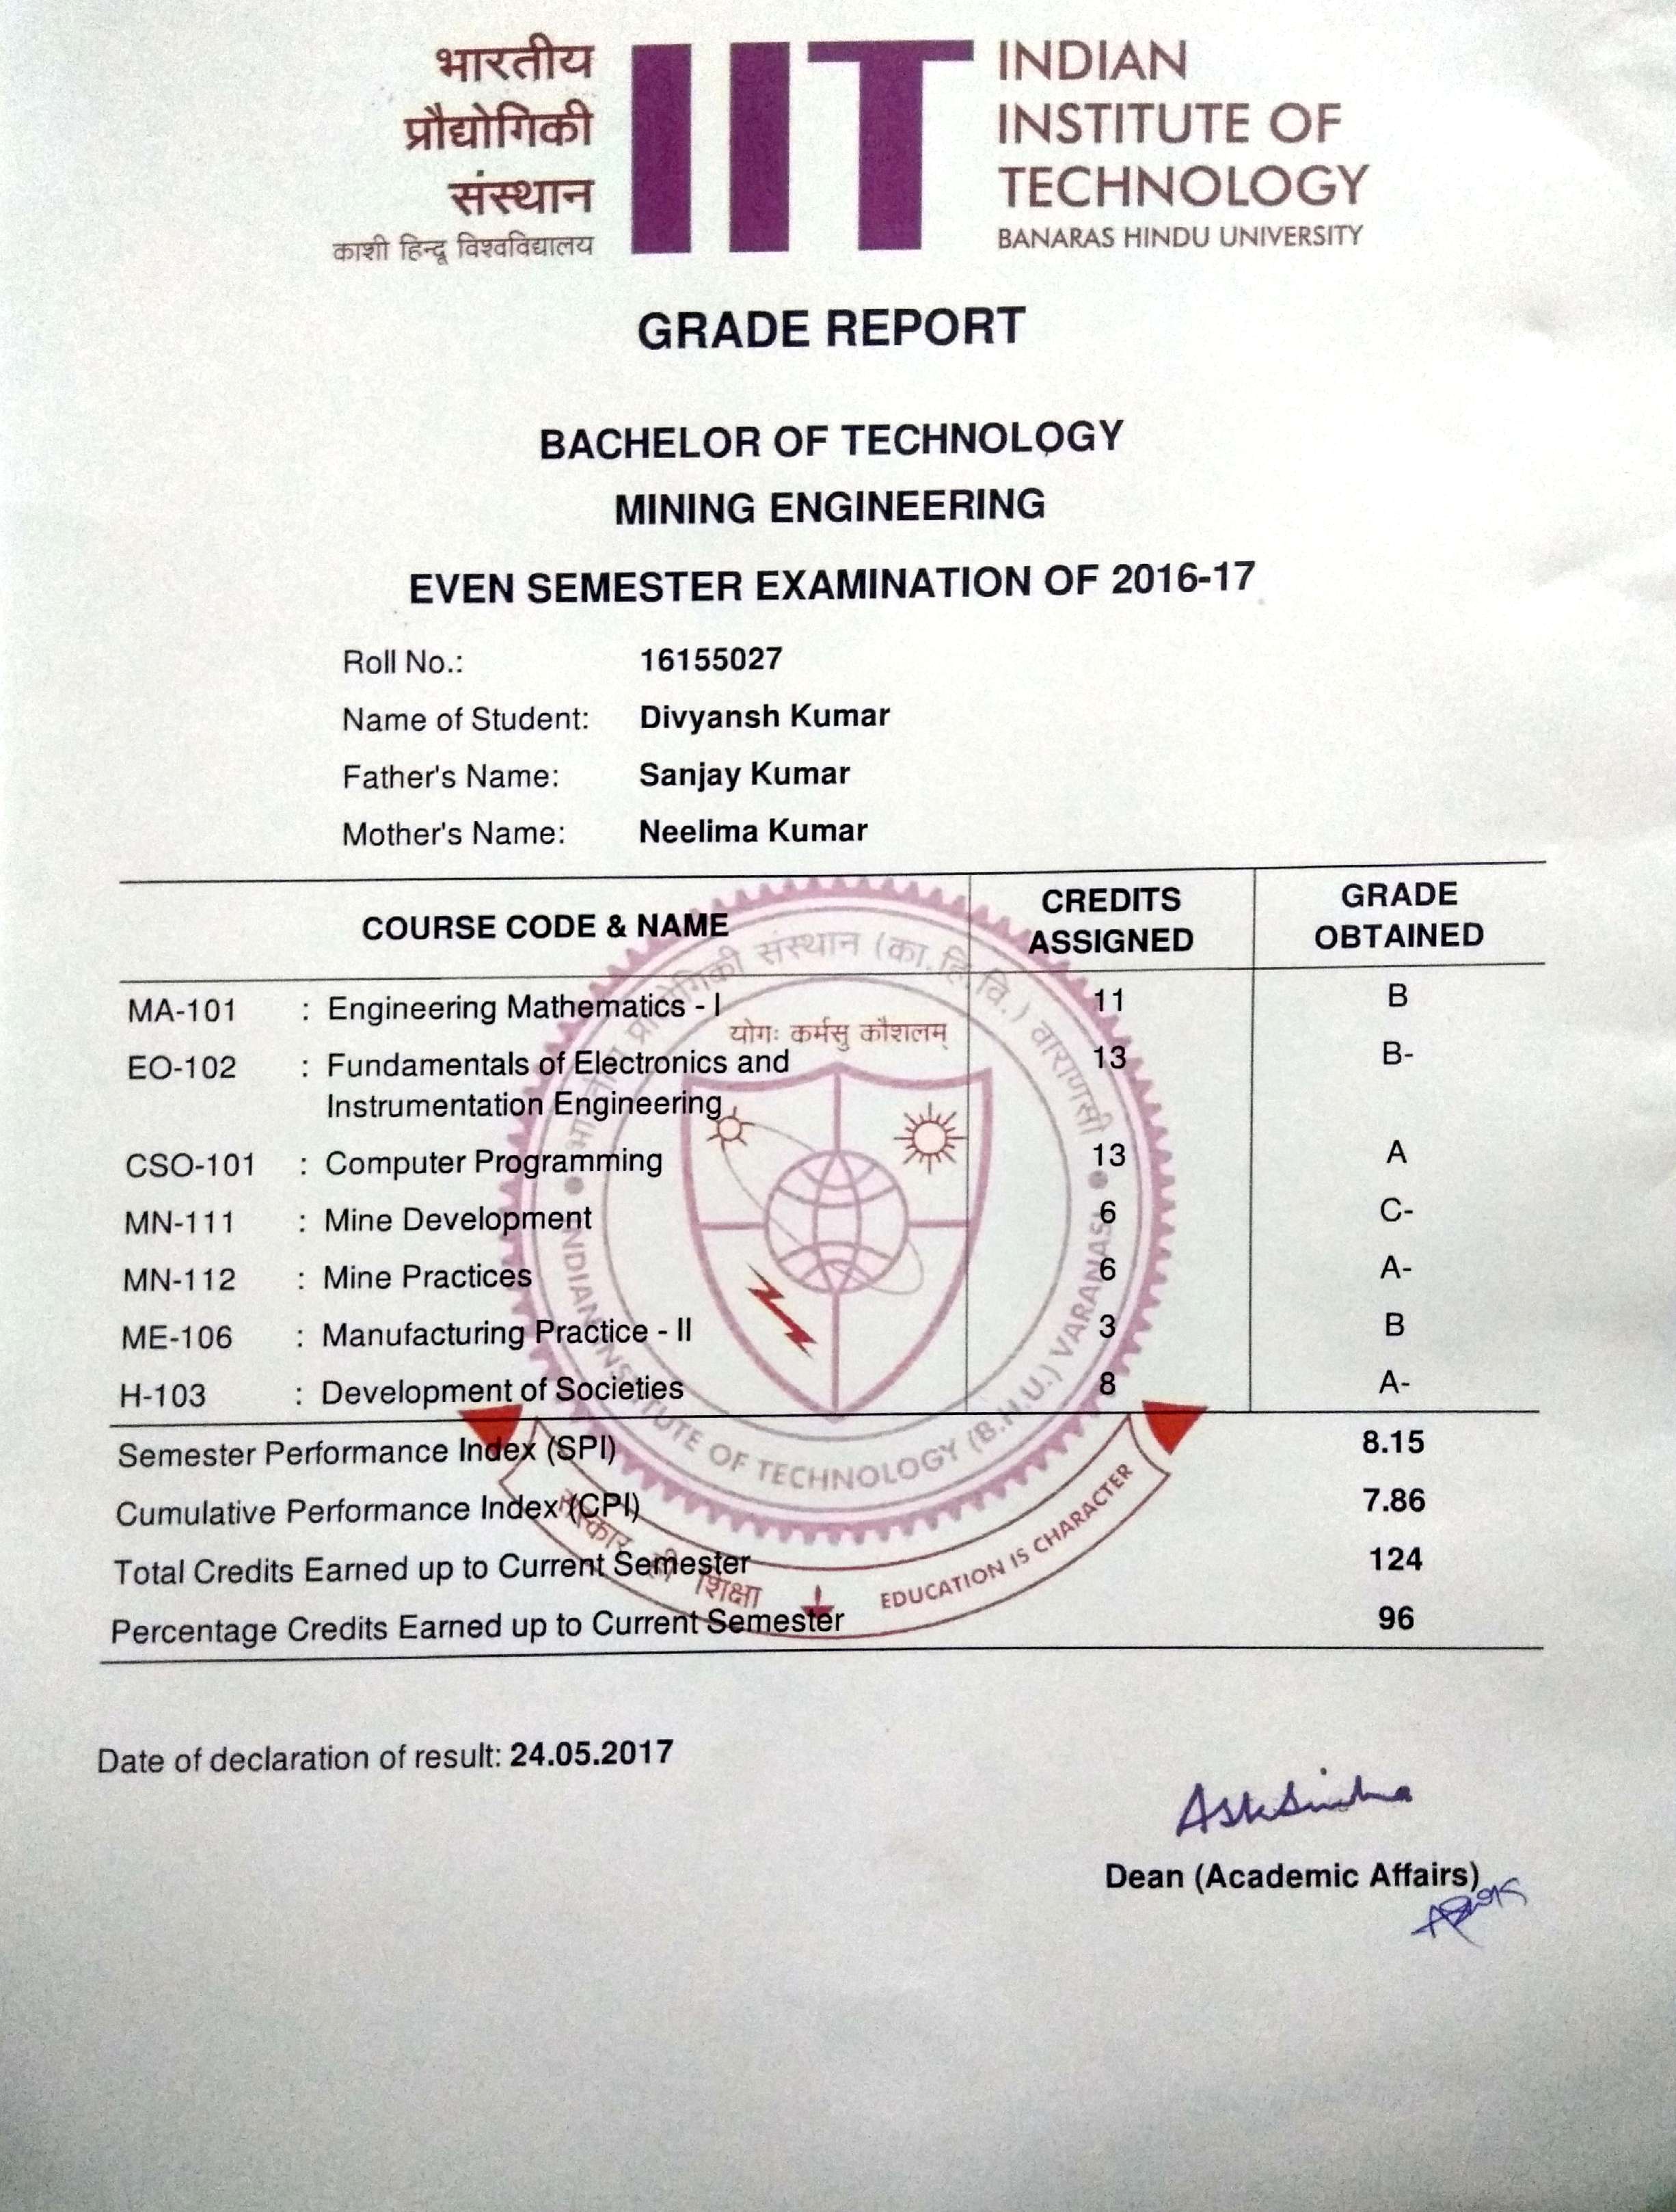 भारतीय
प्रौद्योगिकी
संस्थान
काशी हिन्दू विश्वविद्यालय
IIT
INDIAN
INSTITUTE OF
TECHNOLOGY
BANARAS HINDU UNIVERSITY
GRADE REPORT
BACHELOR OF TECHNOLOGY
MINING ENGINEERING
EVEN SEMESTER EXAMINATION OF 2016-17
Roll No.: 16155027
Name of Student: Divyansh Kumar
Father's Name: Sanjay Kumar
Mother's Name: Neelima Kumar
COURSE CODE & NAME CREDITS ASSIGNED GRADE OBTAINED
MA-101 : Engineering Mathematics - I 11 B
EO-102 : Fundamentals of Electronics and 13 B-
Instrumentation Engineering
CSO-101 : Computer Programming 13 A
MN-111 : Mine Development 6 C-
MN-112 : Mine Practices 6 A-
ME-106 : Manufacturing Practice - II 3 B
H-103 : Development of Societies 8 A-
Semester Performance Index (SPI) 8.15
Cumulative Performance Index (CPI) 7.86
Total Credits Earned up to Current Semester 124
Percentage Credits Earned up to Current Semester 96
भारतीय प्रौद्योगिकी संस्थान (का.हि.वि.) वाराणसी
योगः कर्मसु कौशलम्
INDIAN INSTITUTE OF TECHNOLOGY (B.H.U.) VARANASI
संस्कार ही शिक्षा
EDUCATION IS CHARACTER
Date of declaration of result: 24.05.2017
Dean (Academic Affairs)